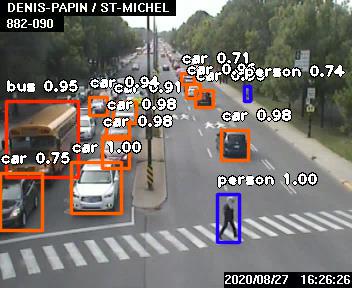 DENIS-PAPIN / ST-MICHEL
882-090
car 0.71
car 0.95
person 0.74
bus 0.95
car 0.94
car 0.91
car 0.98
car 0.98
car 0.98
car 0.75
car 1.00
person 1.00
2020/08/27 16:26:26